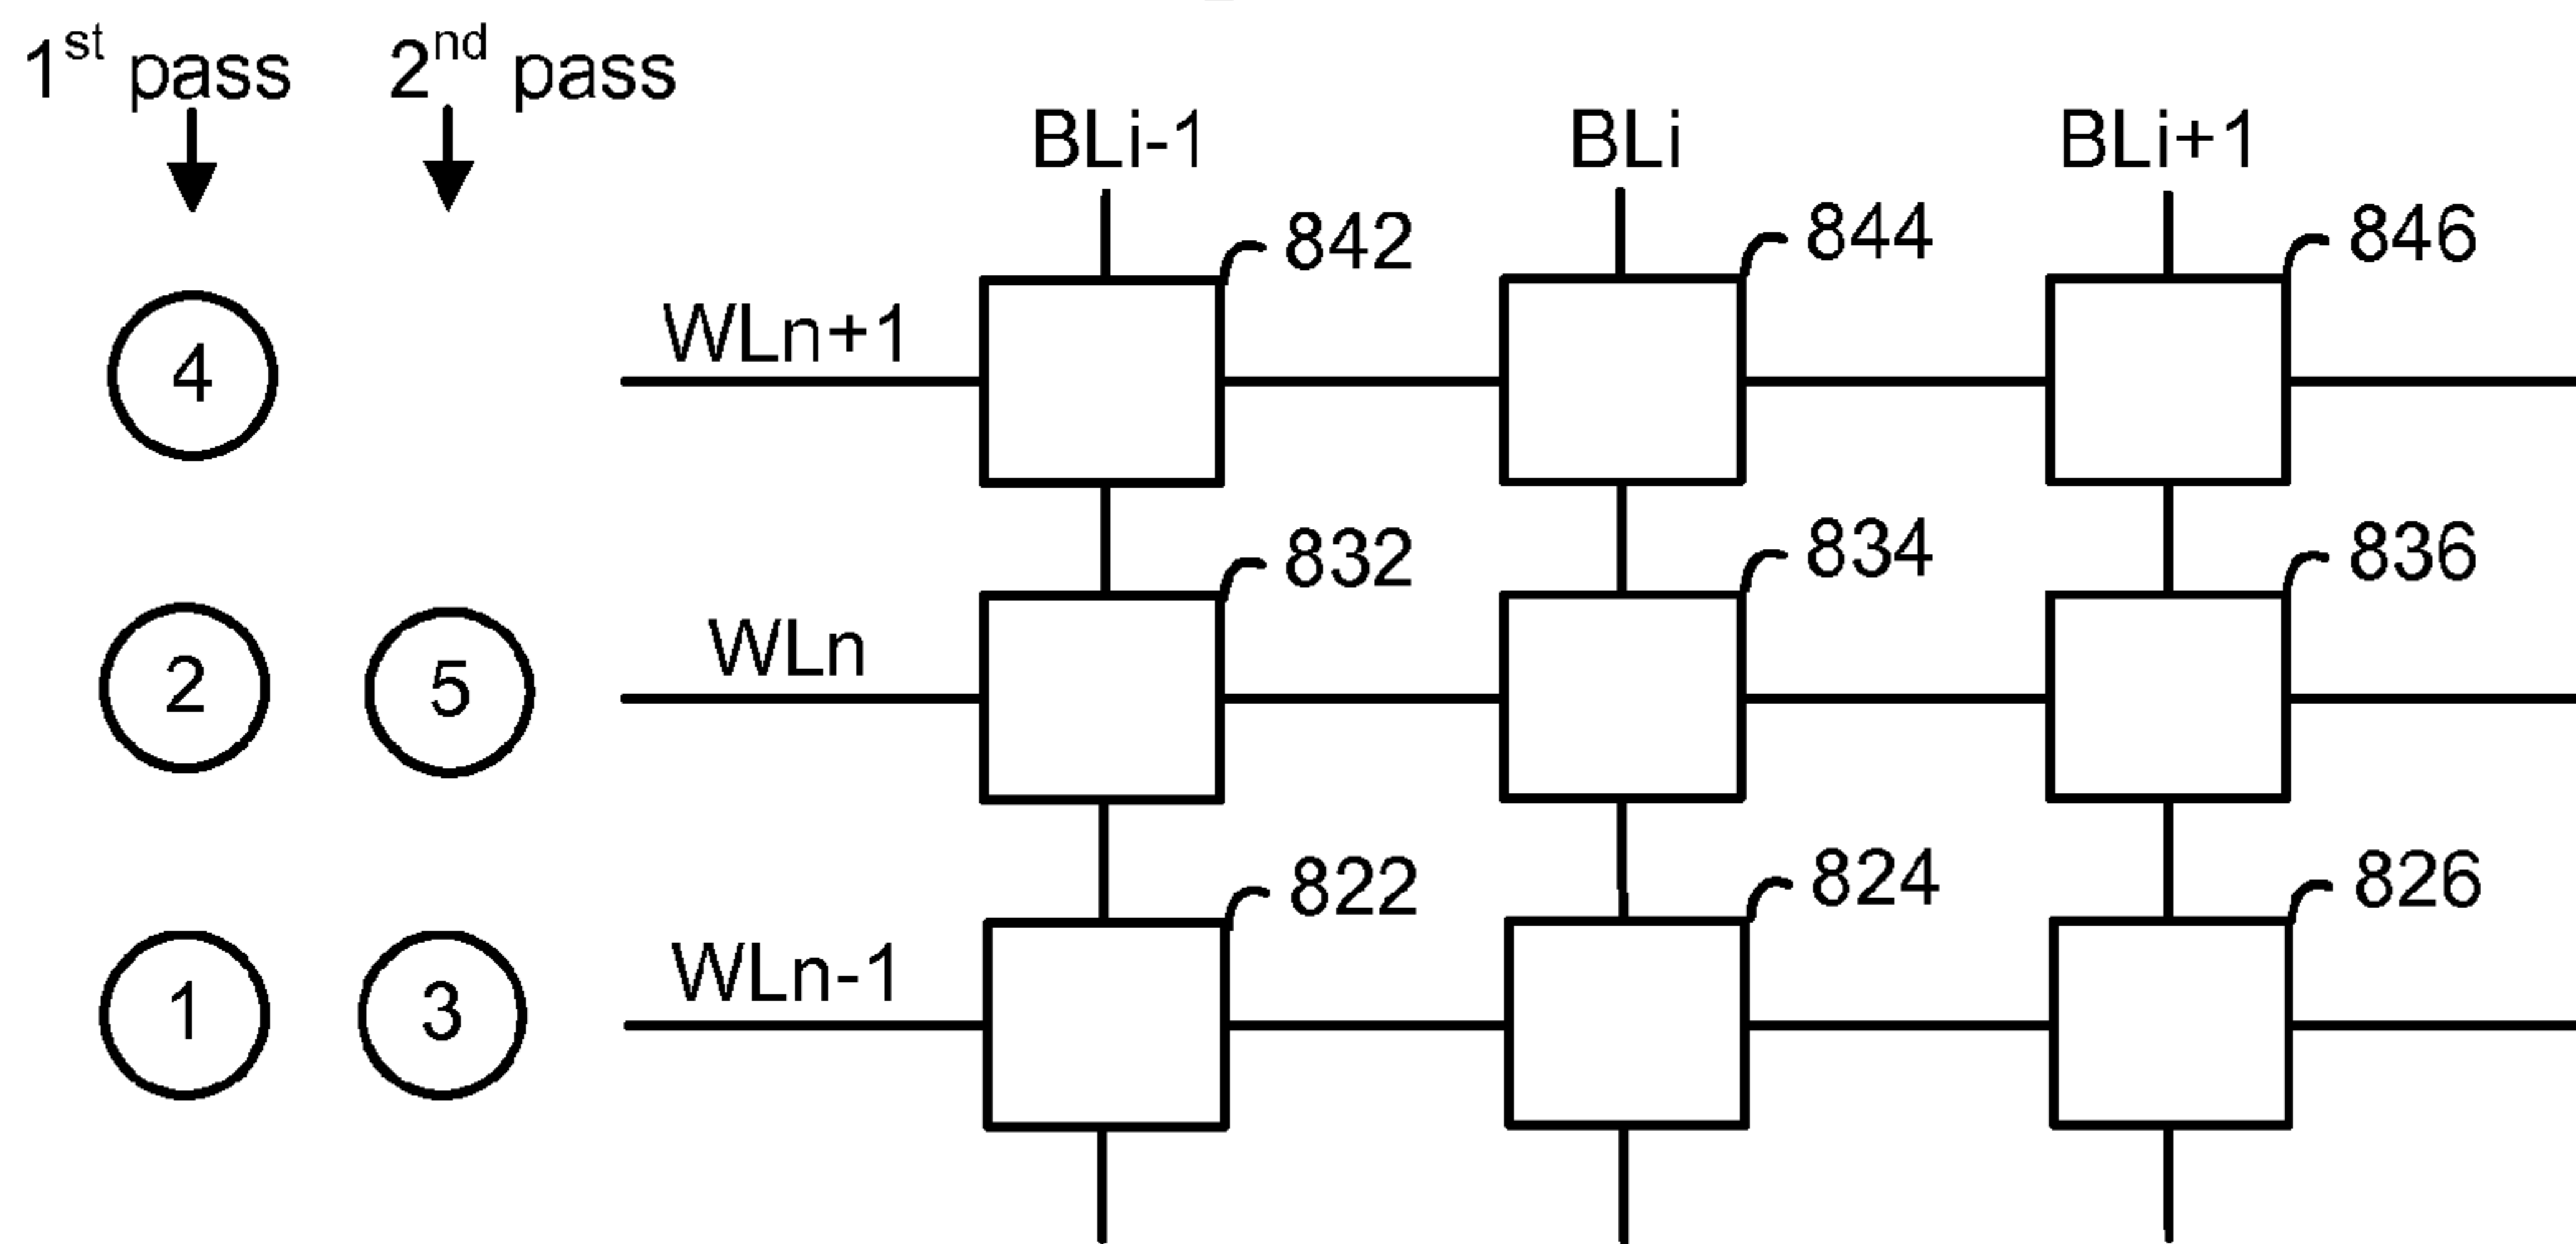 1st pass 2nd pass
BLi-1 BLi BLi+1
842 844 846
4 WLn+1
832 834 836
2 5 WLn
822 824 826
1 3 WLn-1